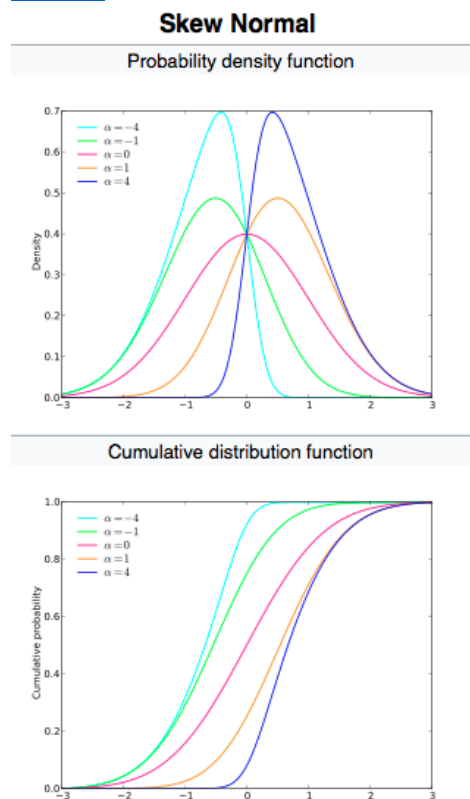 Skew Normal
Probability density function
0.7
0.6
0.5
0.4
0.3
0.2
0.1
0.0
Density
α=−4
α=−1
α=0
α=1
α=4
−3 −2 −1 0 1 2 3
Cumulative distribution function
1.0
0.8
0.6
0.4
0.2
0.0
Cumulative probability
α=−4
α=−1
α=0
α=1
α=4
−3 −2 −1 0 1 2 3